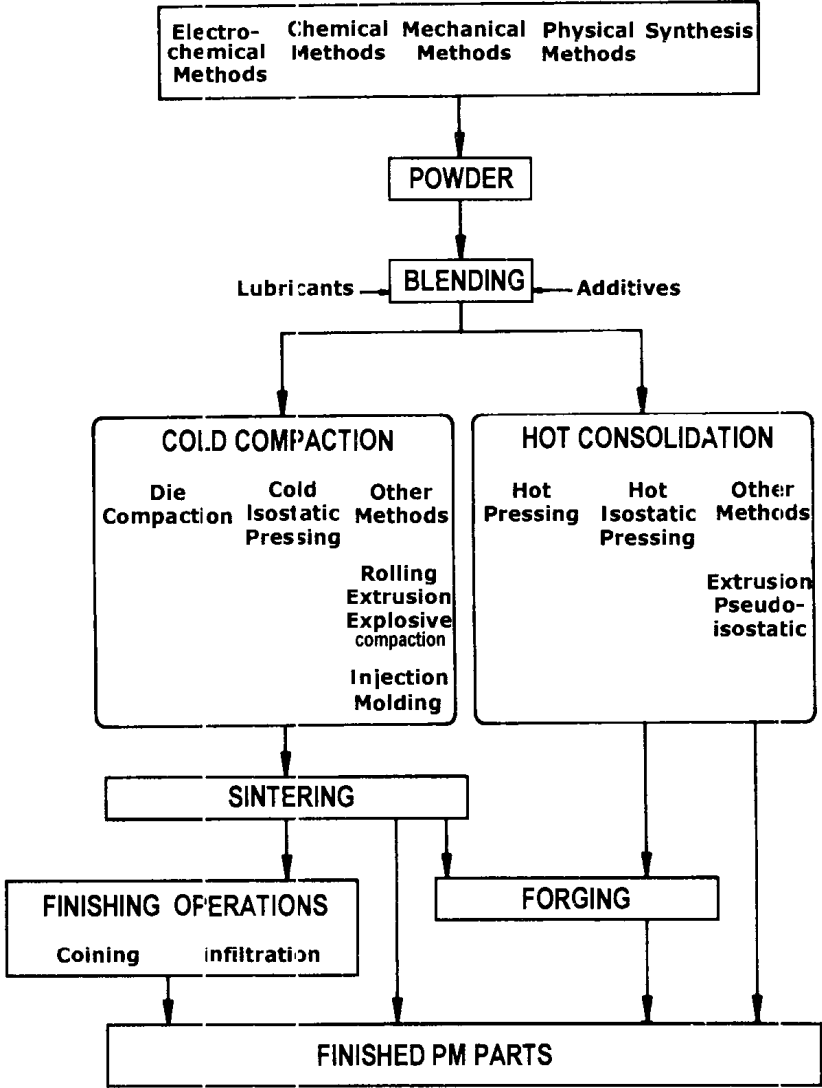 Electro- Chemical Mechanical Physical Synthesis
chemical Methods Methods Methods
Methods
POWDER
BLENDING
Lubricants
Additives
COLD COMPACTION
Die Cold Other
Compaction Isostatic Methods
Pressing
Rolling
Extrusion
Explosive
compaction
Injection
Molding
HOT CONSOLIDATION
Hot Hot Other
Pressing Isostatic Methods
Pressing
Extrusion
Pseudo-
isostatic
SINTERING
FINISHING OPERATIONS
Coining infiltration
FORGING
FINISHED PM PARTS